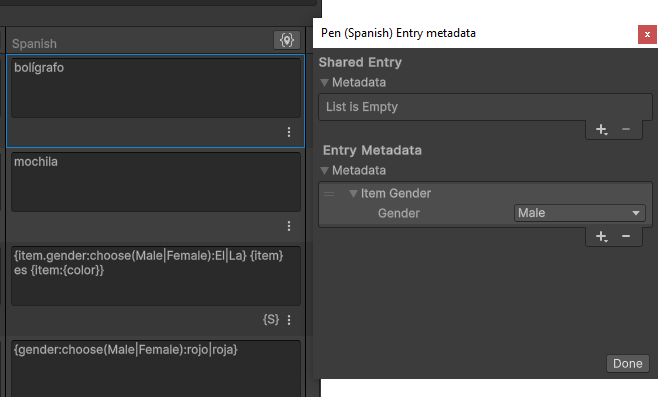 Spanish
bolígrafo
mochila
{item.gender:choose(Male|Female):El|La} {item}
es {item:{color}}
{S}
{gender:choose(Male|Female):rojo|roja}
Pen (Spanish) Entry metadata
x
Shared Entry
Metadata
List is Empty
Entry Metadata
Metadata
Item Gender
Gender Male
Done